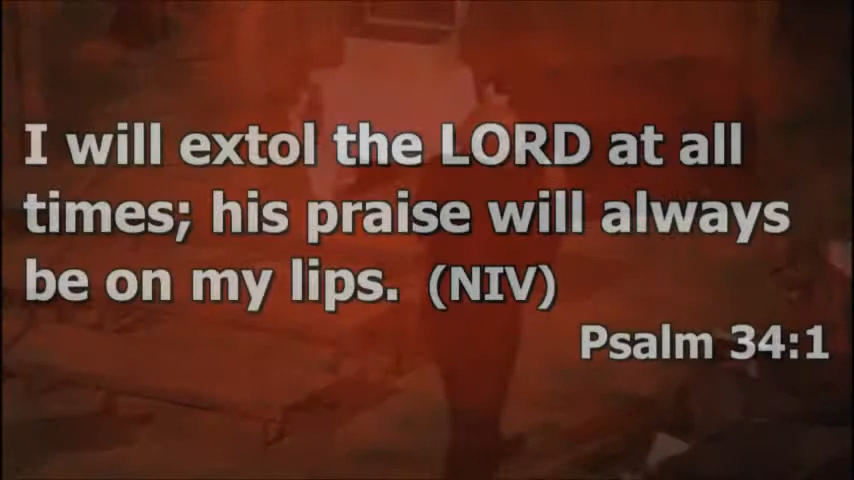 I will extol the LORD at all
times; his praise will always
be on my lips. (NIV)
Psalm 34:1